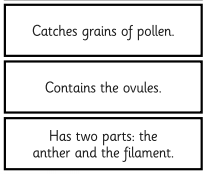 Catches grains of pollen.
Contains the ovules.
Has two parts: the
anther and the filament.